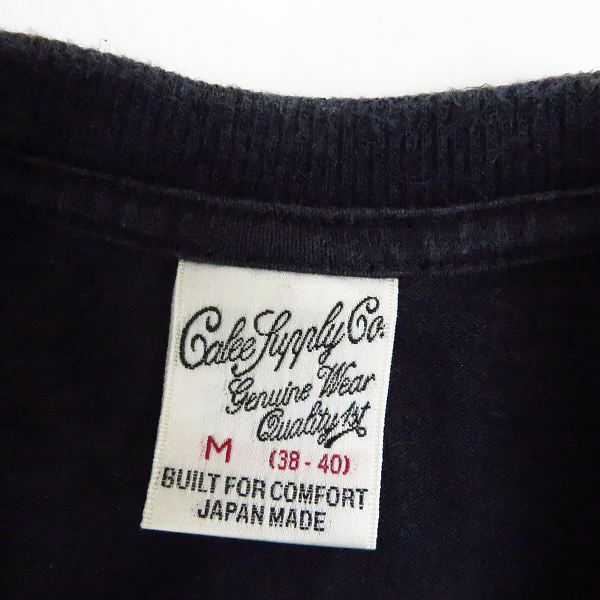 Calee Supply Co.
Genuine Wear
Quality 1st
M (38-40)
BUILT FOR COMFORT
JAPAN MADE